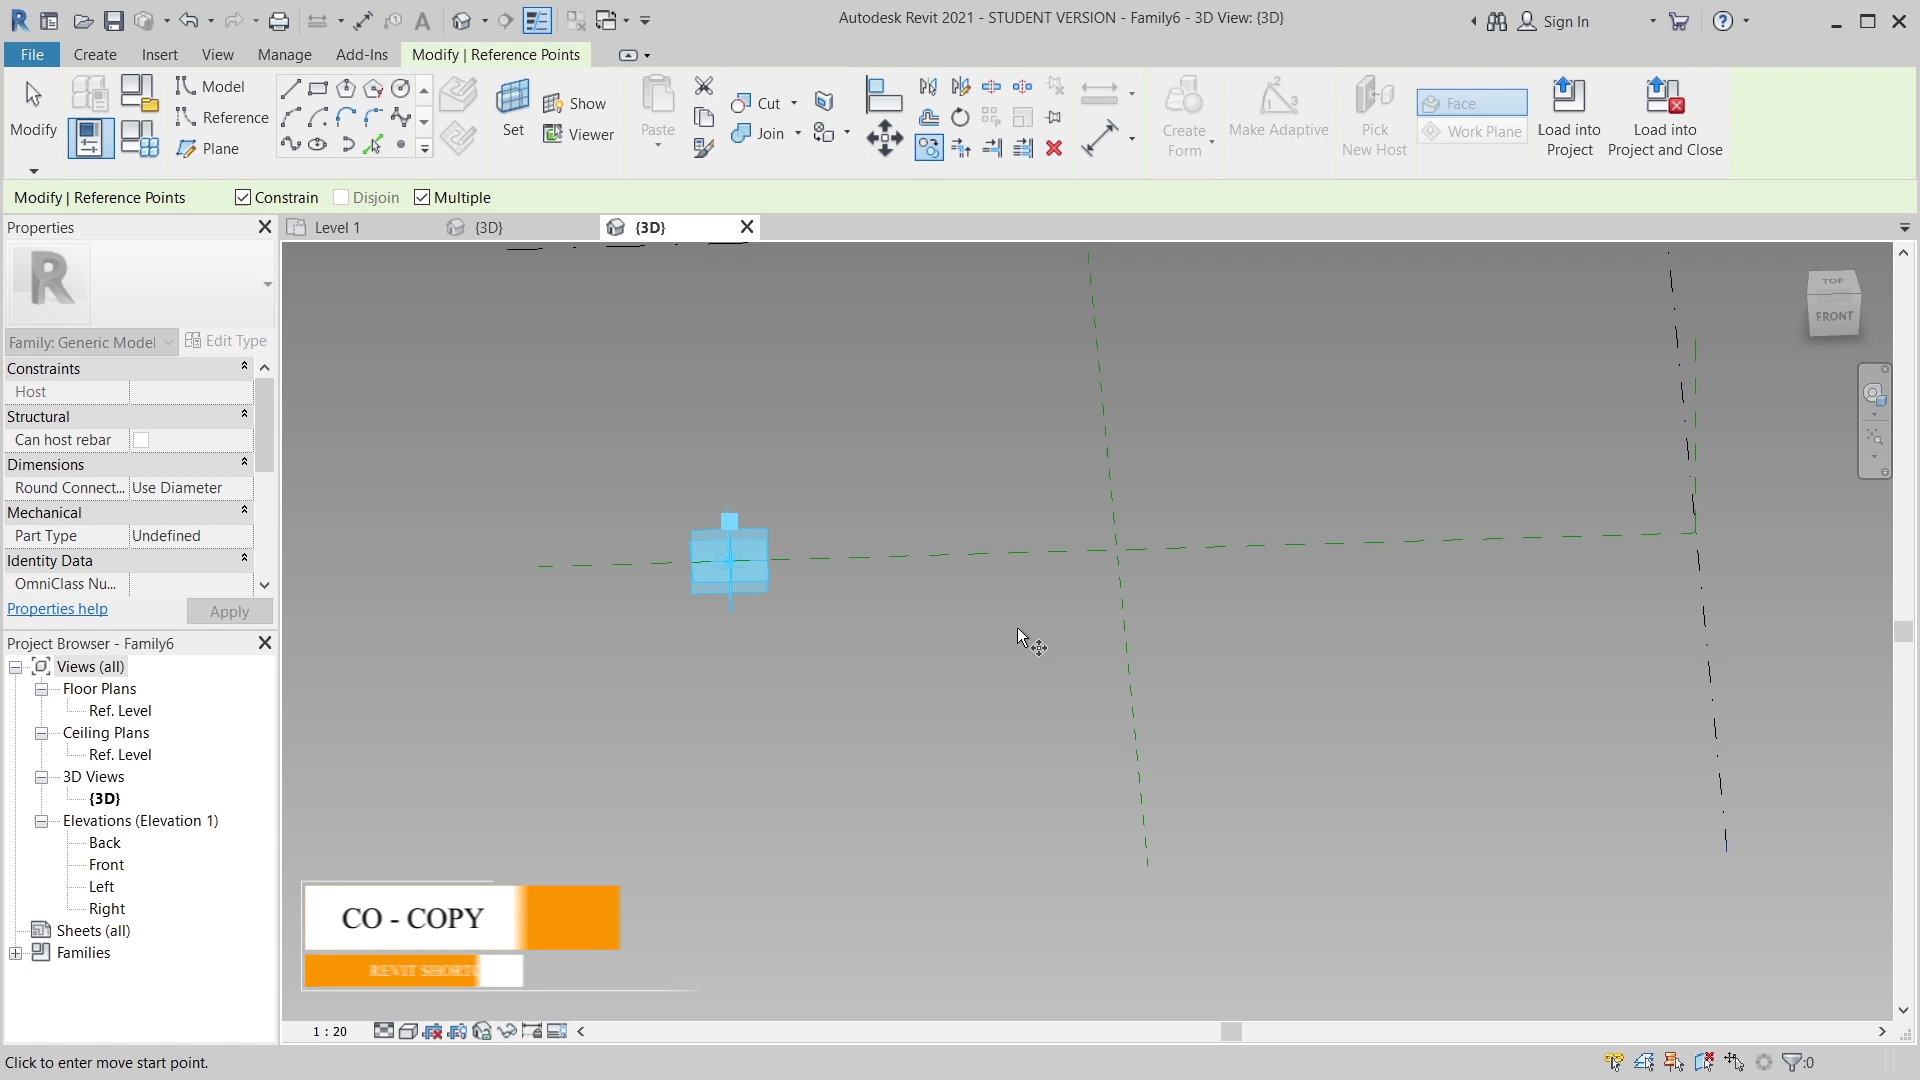 Autodesk Revit 2021 - STUDENT VERSION - Family6 - 3D View: {3D}
Sign In
File
Create
Insert
View
Manage
Add-Ins
Modify | Reference Points
Modify
Model
Reference
Plane
Set
Show
Viewer
Paste
Cut
Join
Create
Form
Make Adaptive
Pick
New Host
Face
Work Plane
Load into
Project
Load into
Project and Close
Modify | Reference Points
Constrain
Disjoin
Multiple
Properties
Level 1
{3D}
{3D}
TOP
FRONT
Family: Generic Model
Edit Type
Constraints
Host
Structural
Can host rebar
Dimensions
Round Connect...
Use Diameter
Mechanical
Part Type
Undefined
Identity Data
OmniClass Nu...
Properties help
Apply
Project Browser - Family6
Views (all)
Floor Plans
Ref. Level
Ceiling Plans
Ref. Level
3D Views
{3D}
Elevations (Elevation 1)
Back
Front
Left
Right
Sheets (all)
Families
CO - COPY
REVIT
1 : 20
Click to enter move start point.
:0